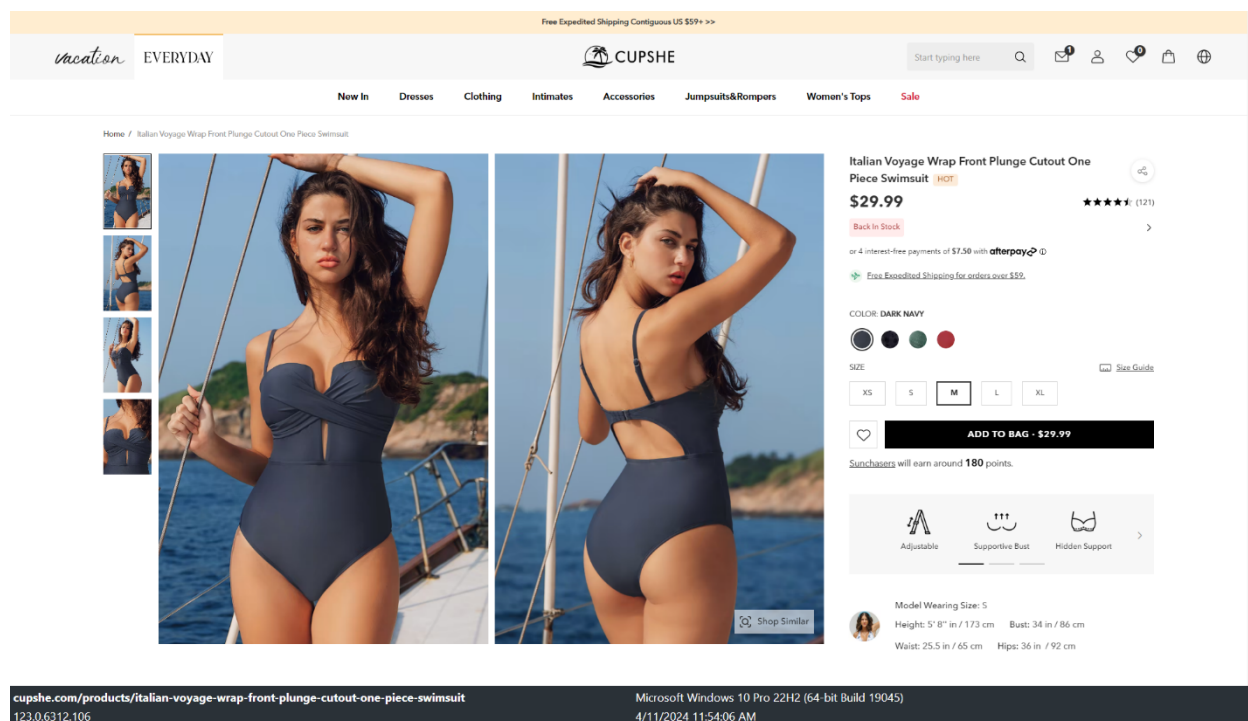 Free Expedited Shipping Contiguous US $59+ >>
vacation
EVERYDAY
CUPSHE
Start typing here
1
0
New In Dresses Clothing Intimates Accessories Jumpsuits&Rompers Women's Tops Sale
Home / Italian Voyage Wrap Front Plunge Cutout One Piece Swimsuit
Italian Voyage Wrap Front Plunge Cutout One
Piece Swimsuit HOT
$29.99
(121)
Back In Stock
or 4 interest-free payments of $7.50 with afterpay
Free Expedited Shipping for orders over $59.
COLOR: DARK NAVY
SIZE
Size Guide
XS S M L XL
ADD TO BAG · $29.99
Sunchasers will earn around 180 points.
Adjustable Supportive Bust Hidden Support
Shop Similar
Model Wearing Size: S
Height: 5' 8'' in / 173 cm Bust: 34 in / 86 cm
Waist: 25.5 in / 65 cm Hips: 36 in / 92 cm
cupshe.com/products/italian-voyage-wrap-front-plunge-cutout-one-piece-swimsuit
Microsoft Windows 10 Pro 22H2 (64-bit Build 19045)
123.0.6312.106
4/11/2024 11:54:06 AM